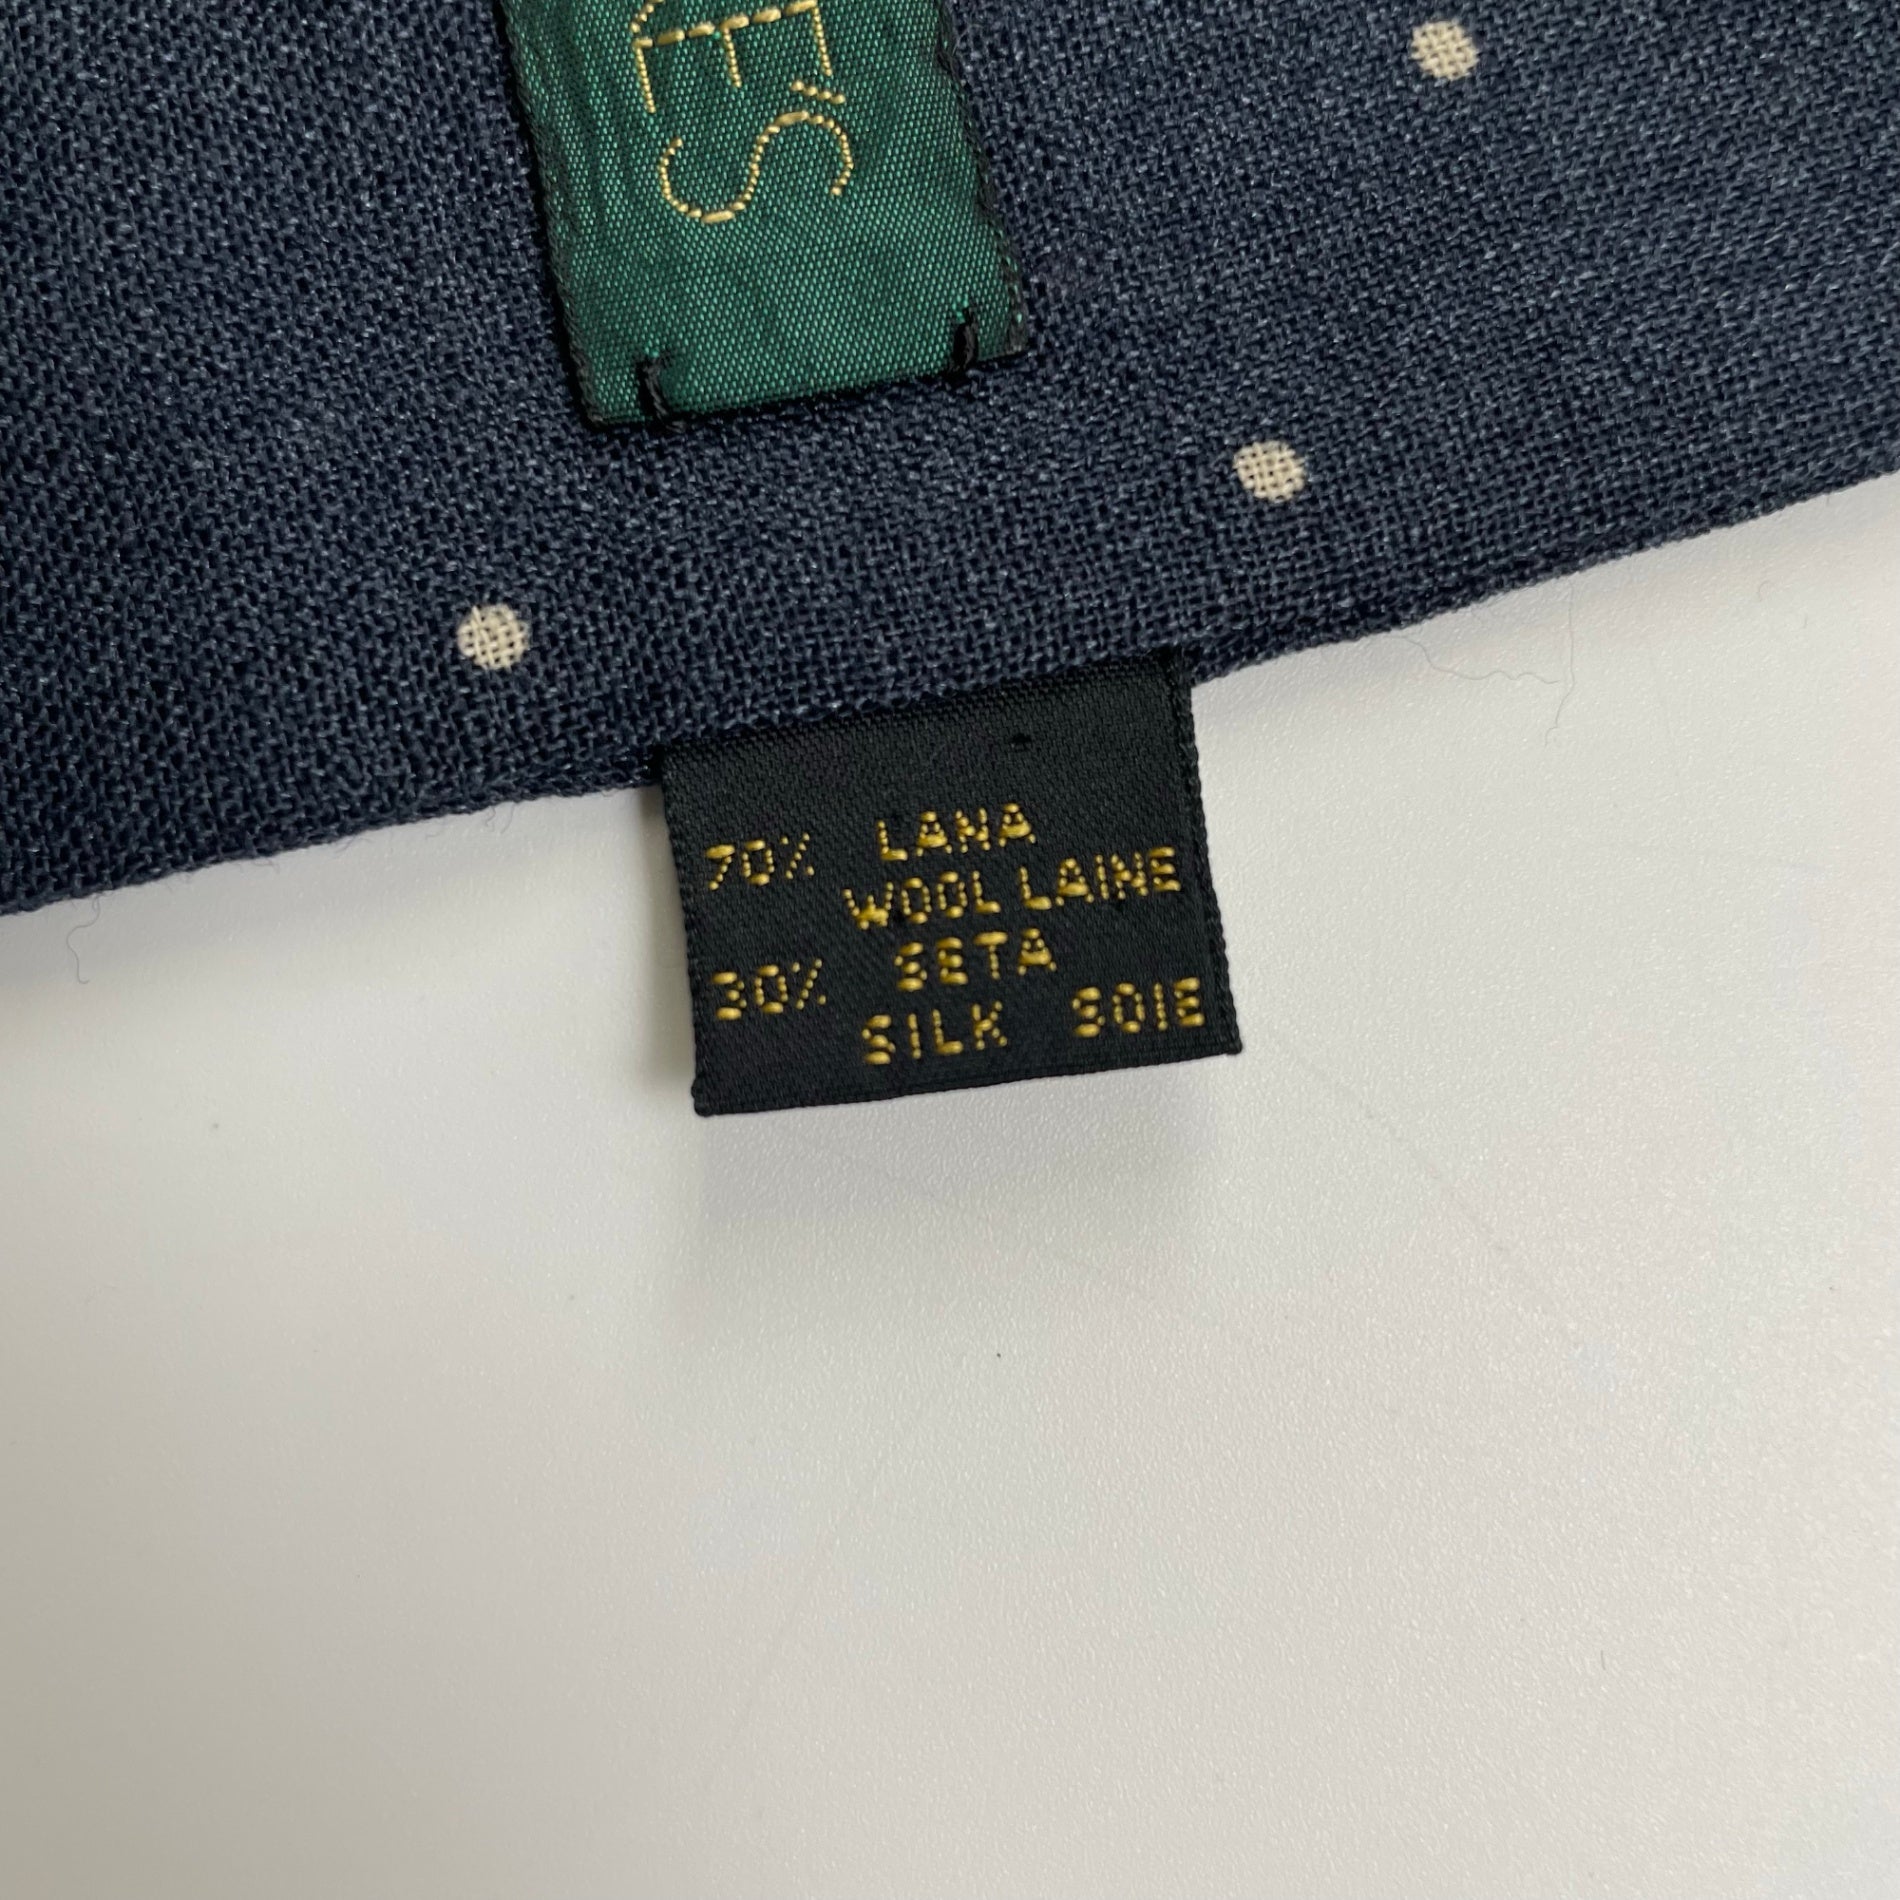 E'S
70% LANA
WOOL LAINE
30% SETA
SILK SOIE